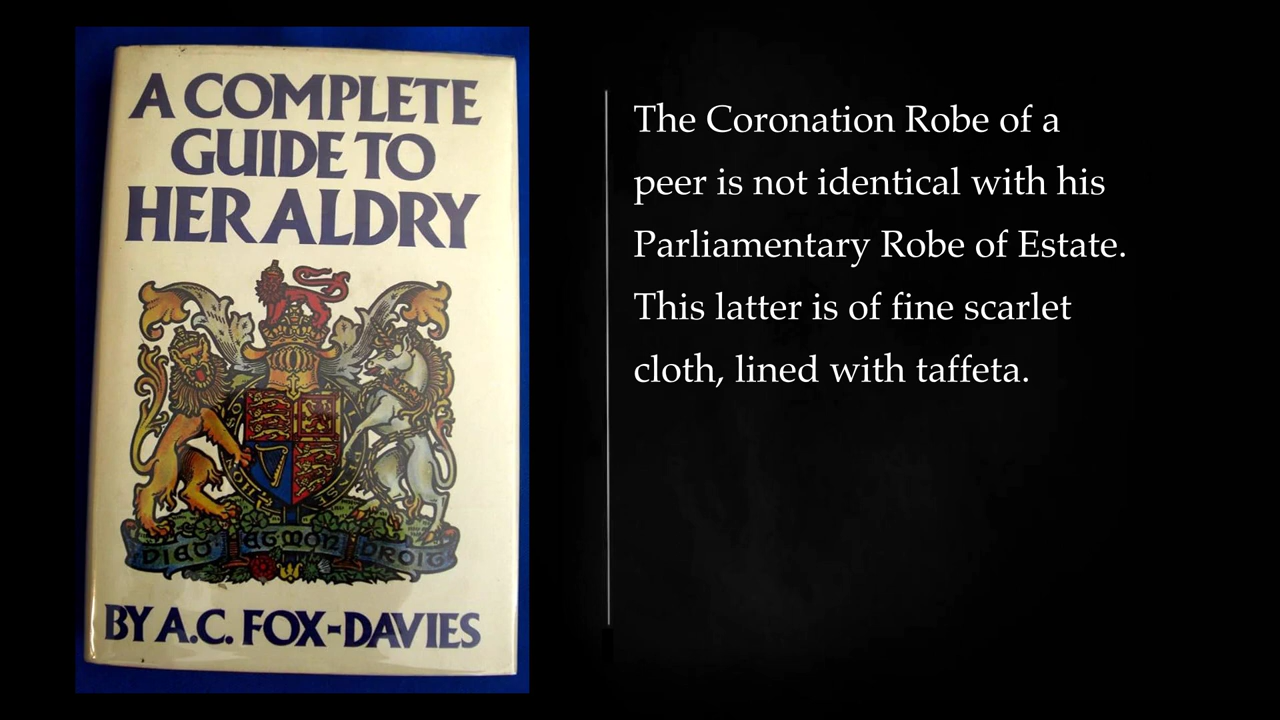 A COMPLETE
GUIDE TO
HERALDRY
DIEU ET MON DROIT
BY A.C. FOX-DAVIES
The Coronation Robe of a
peer is not identical with his
Parliamentary Robe of Estate.
This latter is of fine scarlet
cloth, lined with taffeta.